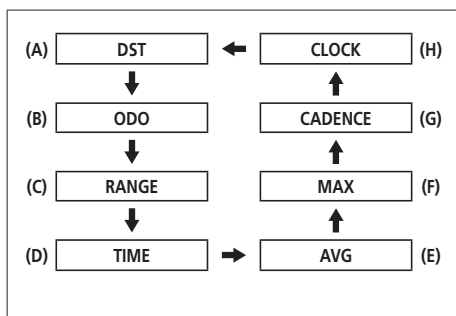 (A) DST CLOCK (H)
(B) ODO CADENCE (G)
(C) RANGE MAX (F)
(D) TIME AVG (E)